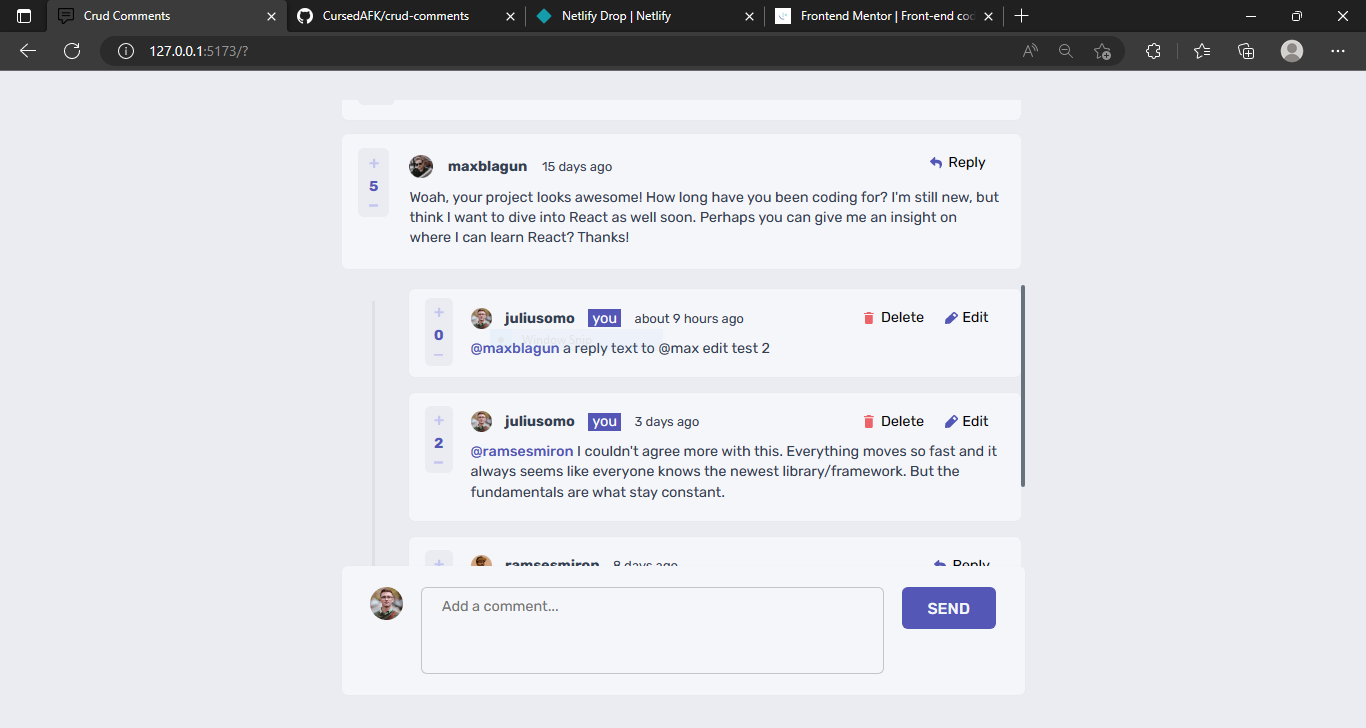 Crud Comments
CursedAFK/crud-comments
Netlify Drop | Netlify
Frontend Mentor | Front-end coc
127.0.0.1:5173/?
+
5
−
maxblagun 15 days ago
Reply
Woah, your project looks awesome! How long have you been coding for? I'm still new, but
think I want to dive into React as well soon. Perhaps you can give me an insight on
where I can learn React? Thanks!
+
0
−
juliusomo you about 9 hours ago
Delete Edit
Window Snip
@maxblagun a reply text to @max edit test 2
+
2
−
juliusomo you 3 days ago
Delete Edit
@ramsesmiron I couldn't agree more with this. Everything moves so fast and it
always seems like everyone knows the newest library/framework. But the
fundamentals are what stay constant.
+
ramsesmiron 8 days ago
Reply
Add a comment...
SEND